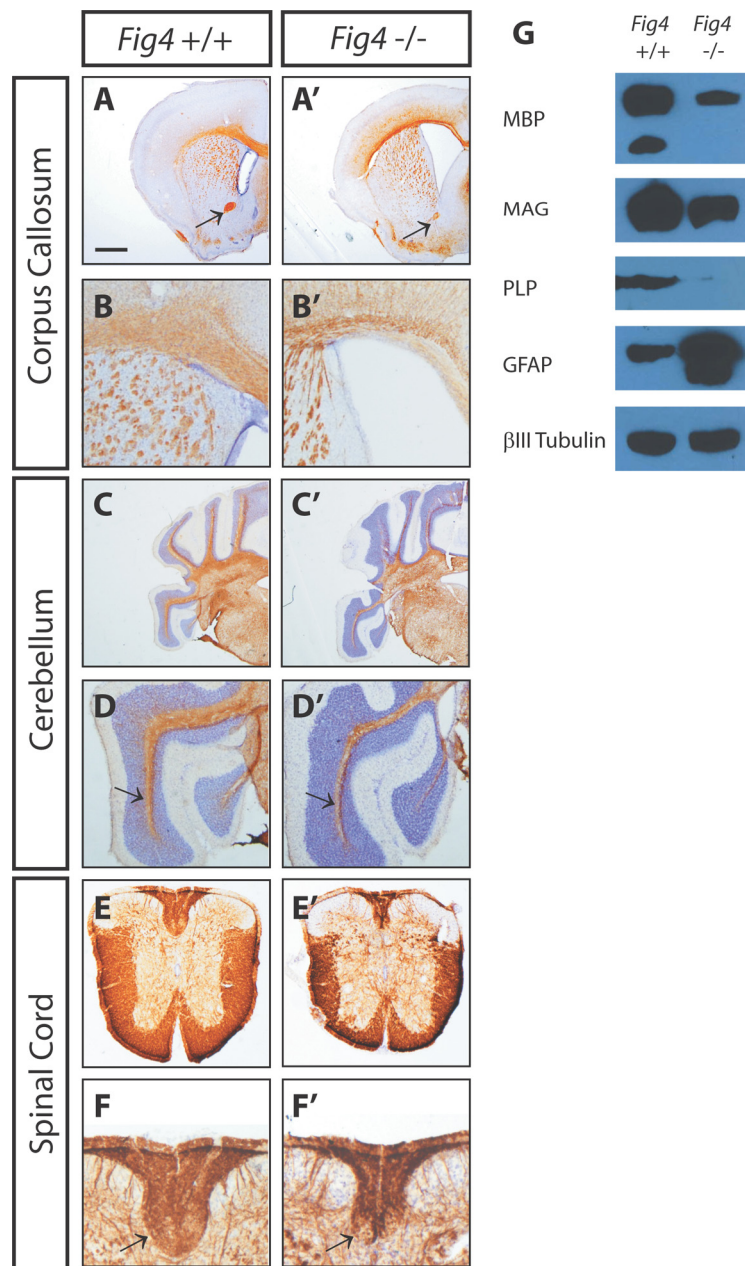 Fig4 +/+
Fig4 -/-
Corpus Callosum
A
A'
B
B'
Cerebellum
C
C'
D
D'
Spinal Cord
E
E'
F
F'
G
Fig4 +/+
Fig4 -/-
MBP
MAG
PLP
GFAP
βIII Tubulin